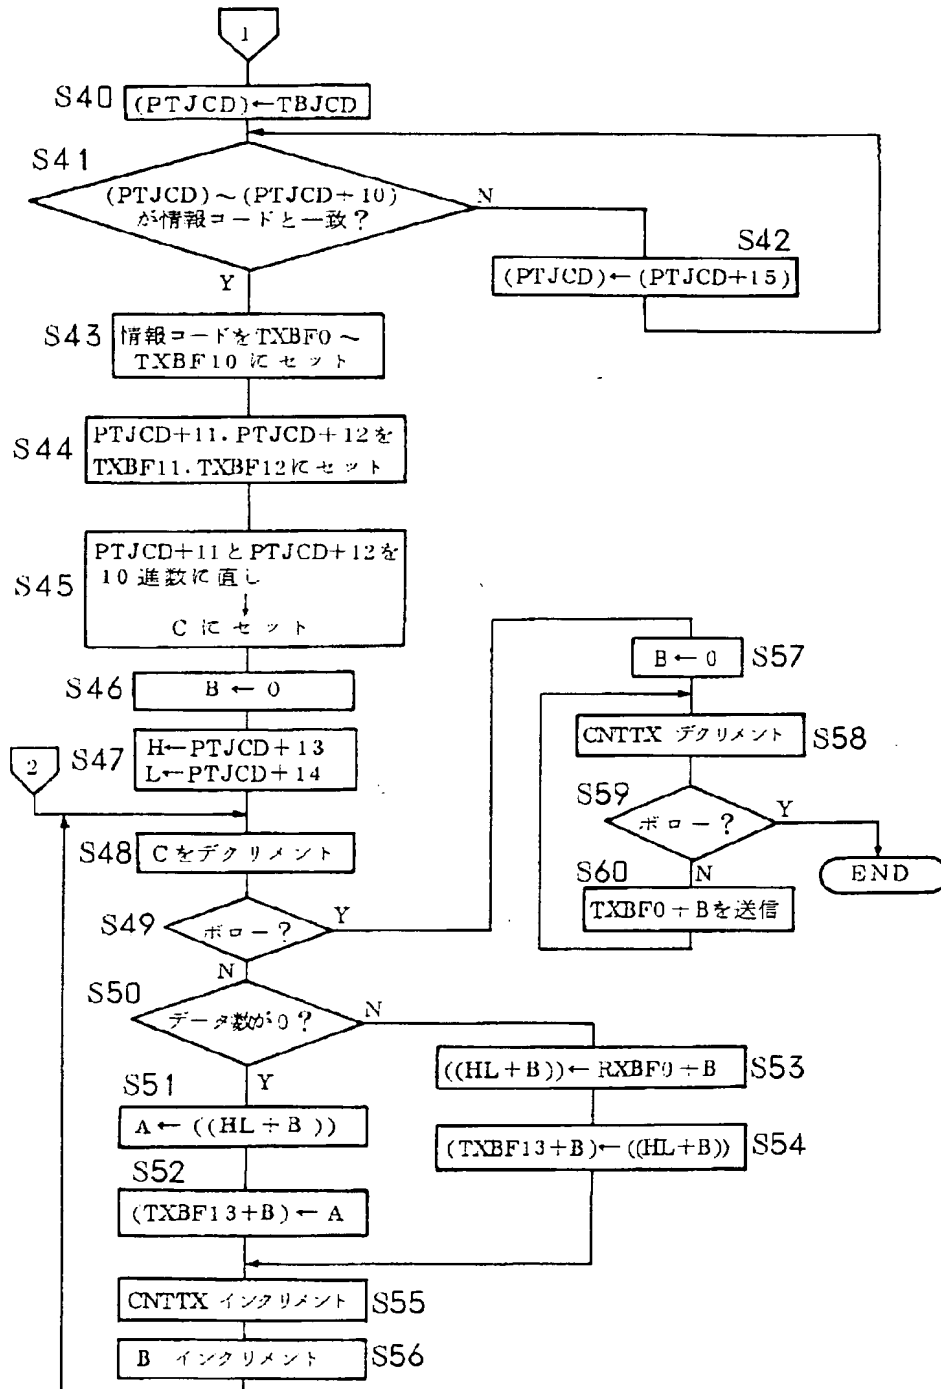 1
S40
(PTJCD)←TBJCD
S41
(PTJCD)～(PTJCD+10)
が情報コードと一致?
N
Y
S42
(PTJCD)←(PTJCD+15)
S43
情報コードをTXBF0～
TXBF10にセット
S44
PTJCD+11.PTJCD+12を
TXBF11.TXBF12にセット
S45
PTJCD+11とPTJCD+12を
10進数に直し
↓
Cにセット
S46
B←0
S47
H←PTJCD+13
L←PTJCD+14
2
S48
Cをデクリメント
S49
ボロー?
Y
N
S50
データ数が0?
N
Y
S51
A←((HL+B))
S52
(TXBF13+B)←A
((HL+B))←RXBF0+B
S53
(TXBF13+B)←((HL+B))
S54
CNTTX インクリメント
S55
B インクリメント
S56
B←0
S57
CNTTX デクリメント
S58
S59
ボロー?
Y
N
END
S60
TXBF0+Bを送信